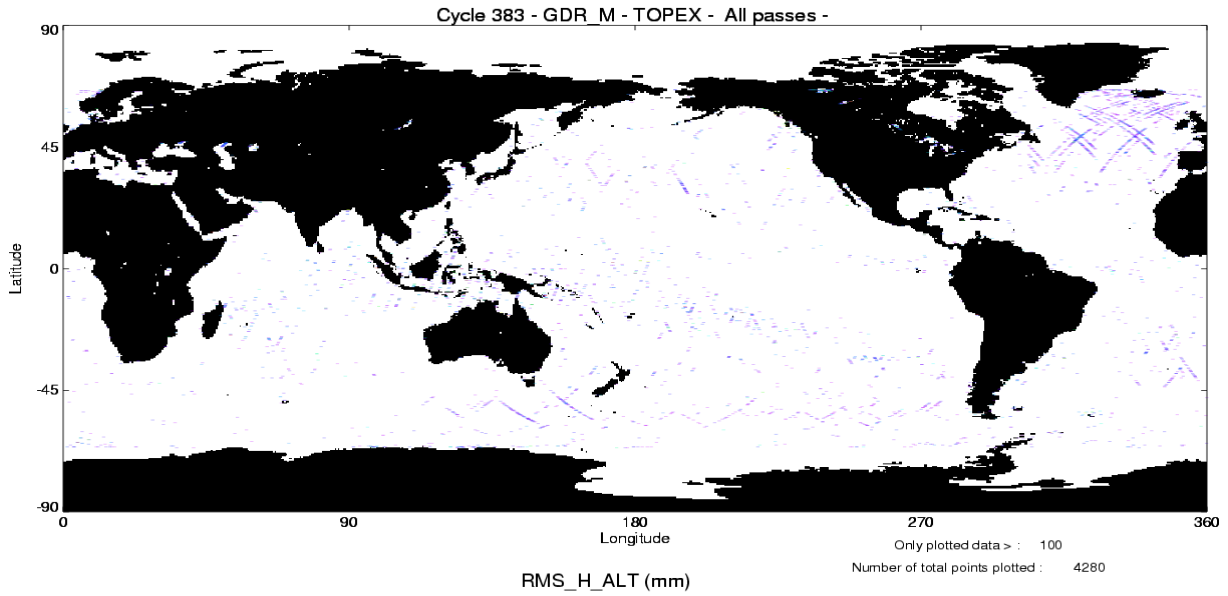 Cycle 383 - GDR_M - TOPEX - All passes -
90
45
0
-45
-90
Latitude
0 90 180 270 360
Longitude
Only plotted data > : 100
Number of total points plotted : 4280
RMS_H_ALT (mm)